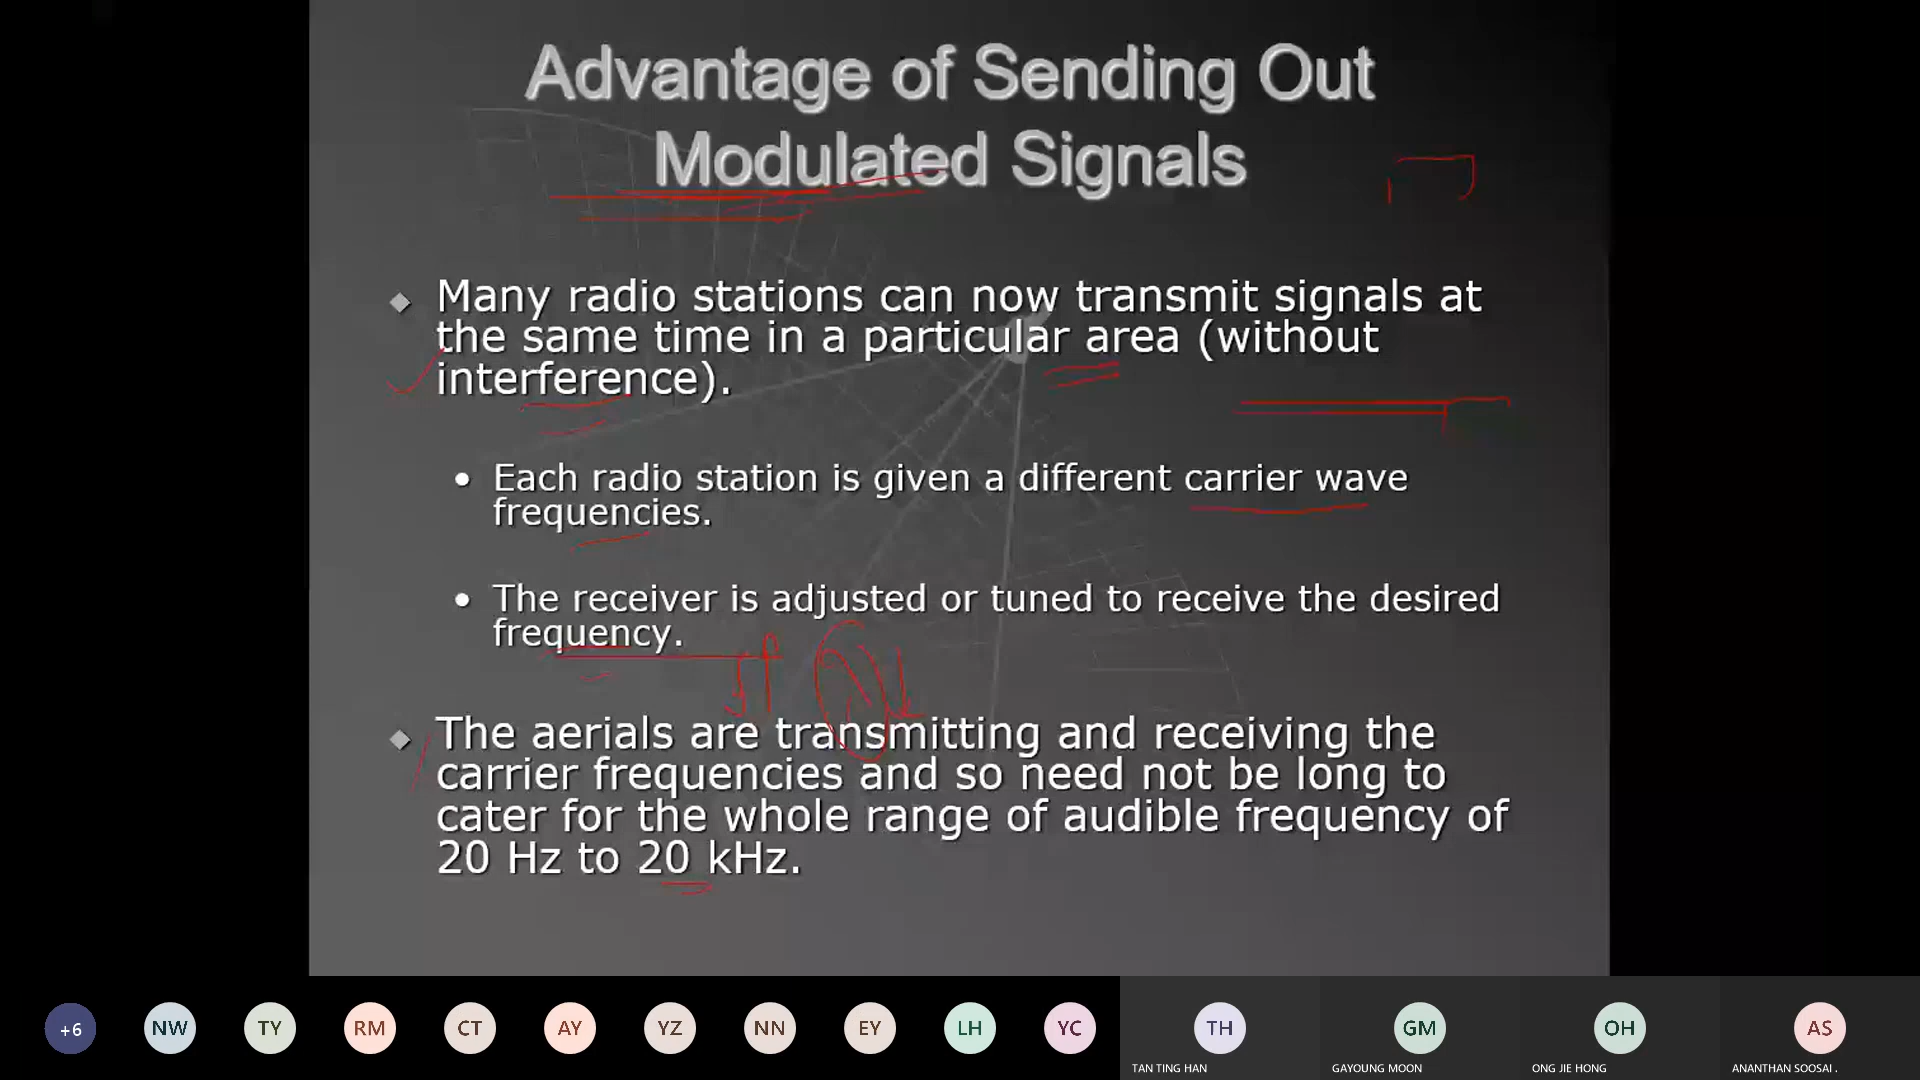 Advantage of Sending Out
Modulated Signals
Many radio stations can now transmit signals at
the same time in a particular area (without
interference).
Each radio station is given a different carrier wave
frequencies.
The receiver is adjusted or tuned to receive the desired
frequency.
The aerials are transmitting and receiving the
carrier frequencies and so need not be long to
cater for the whole range of audible frequency of
20 Hz to 20 kHz.
+6 NW TY RM CT AY YZ NN EY LH YC TH GM OH AS
TAN TING HAN GAYOUNG MOON ONG JIE HONG ANANTHAN SOOSAI .